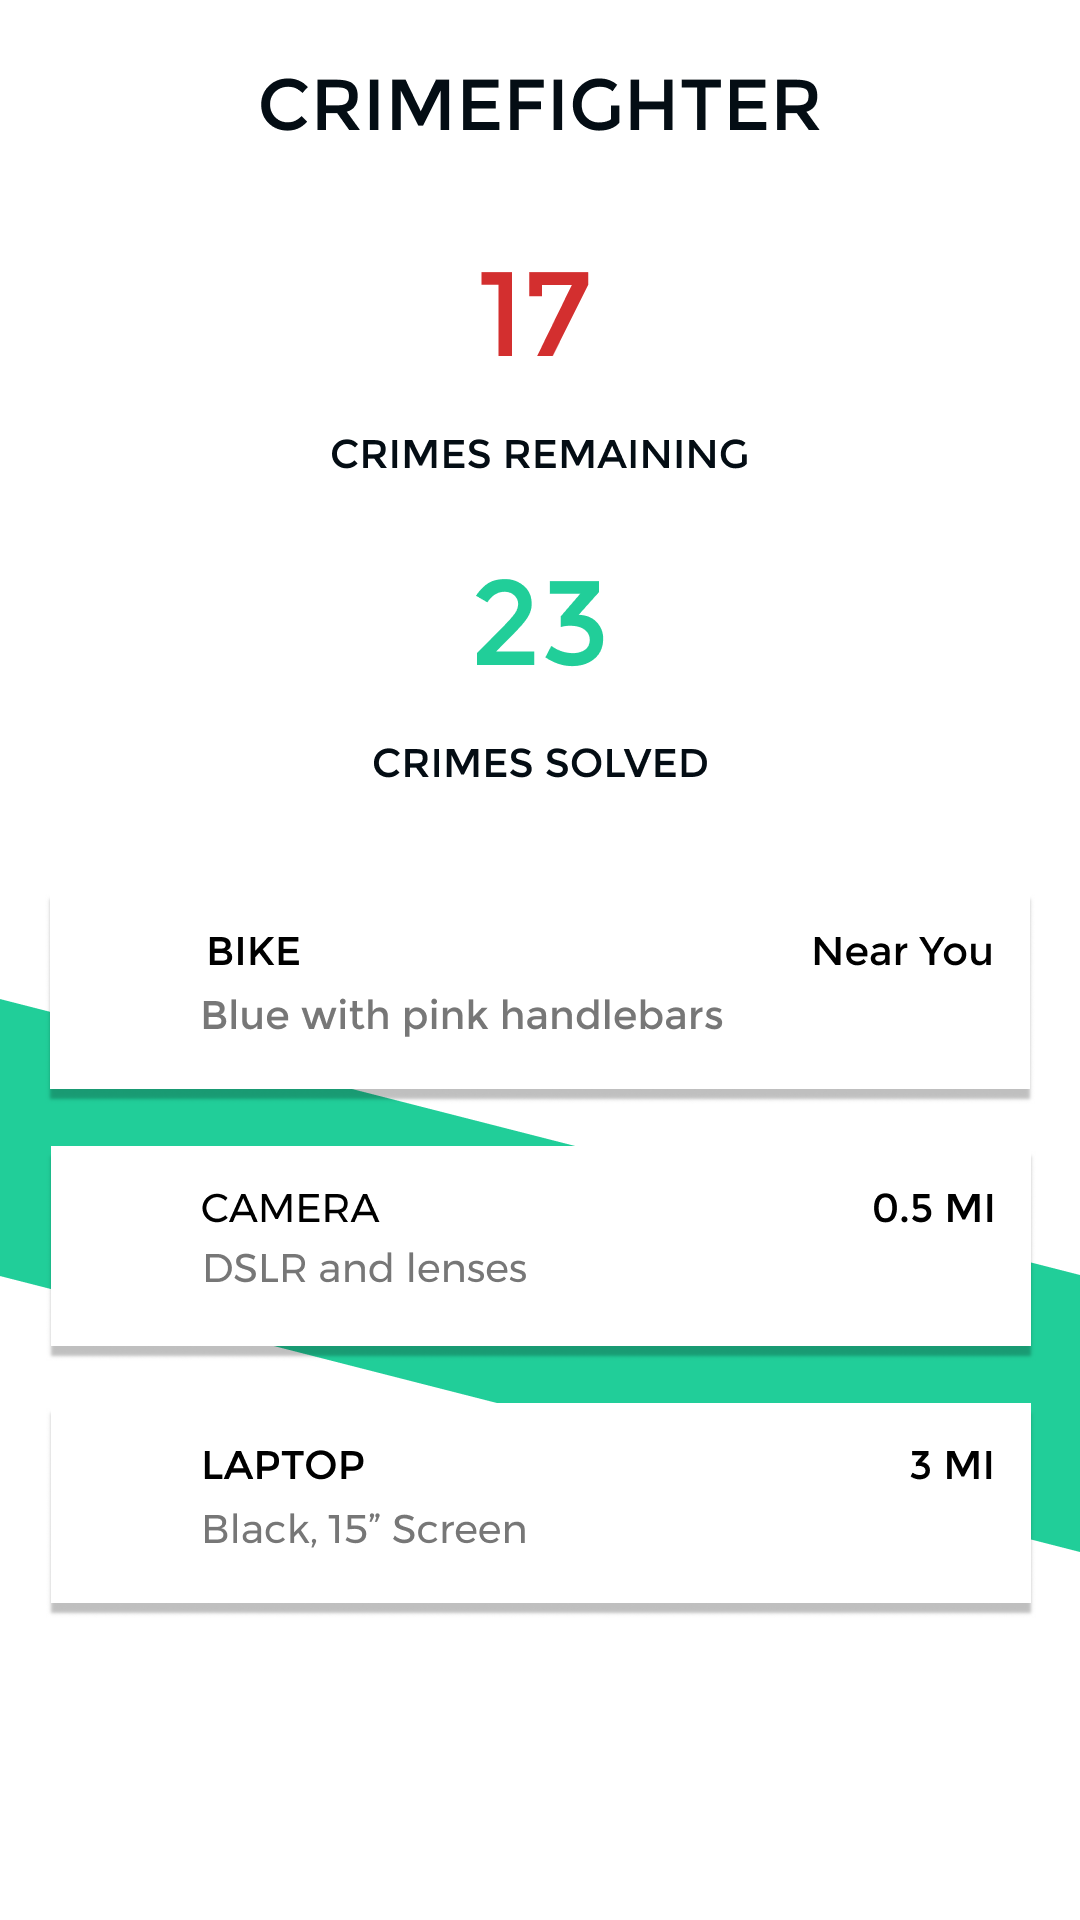 CRIMEFIGHTER
17
CRIMES REMAINING
23
CRIMES SOLVED
BIKE
Near You
Blue with pink handlebars
CAMERA
0.5 MI
DSLR and lenses
LAPTOP
3 MI
Black, 15” Screen